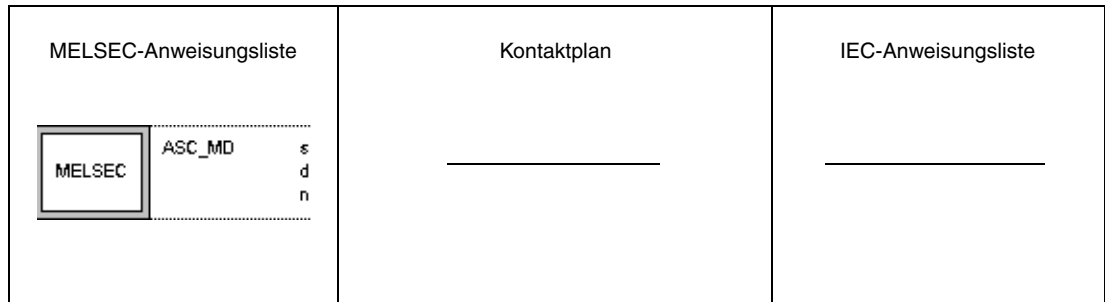 MELSEC-Anweisungsliste
Kontaktplan
IEC-Anweisungsliste
MELSEC
ASC_MD s
d
n